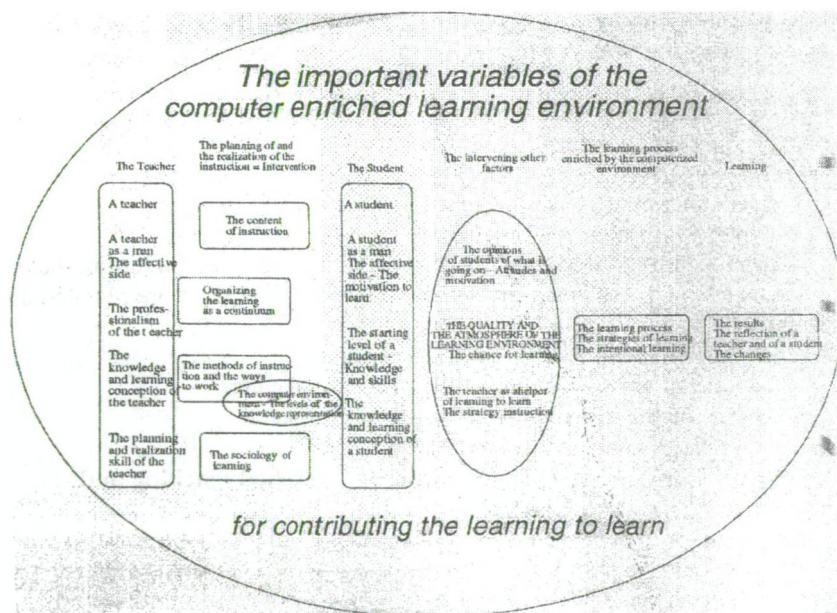 The important variables of the
computer enriched learning environment
The Teacher
The planning of and
the realization of the
instruction = Intervention
The Student
The intervening other
factors
The learning process
enriched by the computerized
environment
Learning
A teacher
A teacher
as a man
The affective
side
The profes-
sionalism
of the t eacher
The
knowledge
and learning
conception of
the teacher
The planning
and realization
skill of the
teacher
The content
of instruction
Organizing
the learning
as a continuum
The methods of instruc-
tion and the ways
to work
The computer environ-
ment - The levels of the
knowledge representation
The sociology of
learning
A student
A student
as a man
The affective
side - The
motivation to
learn
The starting
level of a
student -
Knowledge
and skills
The
knowledge
and learning
conception of
a student
The opinions
of students of what is
going on - Attitudes and
motivation
THE QUALITY AND
THE ATMOSPHERE OF THE
LEARNING ENVIRONMENT
The chance for learning
The teacher as a helper
of learning to learn
The strategy instruction
The learning process
The strategies of learning
The intentional learning
The results
The reflection of a
teacher and of a student
The changes
for contributing the learning to learn